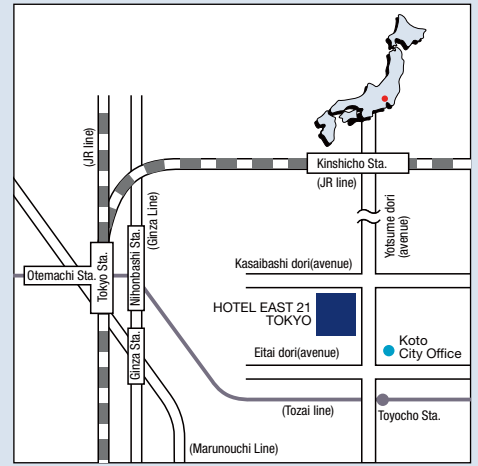 Kinshicho Sta.
(JR line)
(JR line)
(Ginza Line)
Yotsume dori
(avenue)
Kasaibashi dori(avenue)
Otemachi Sta.
Tokyo Sta.
Nihonbashi Sta.
HOTEL EAST 21
TOKYO
Koto
City Office
Eitai dori(avenue)
Ginza Sta.
(Tozai line)
Toyocho Sta.
(Marunouchi Line)